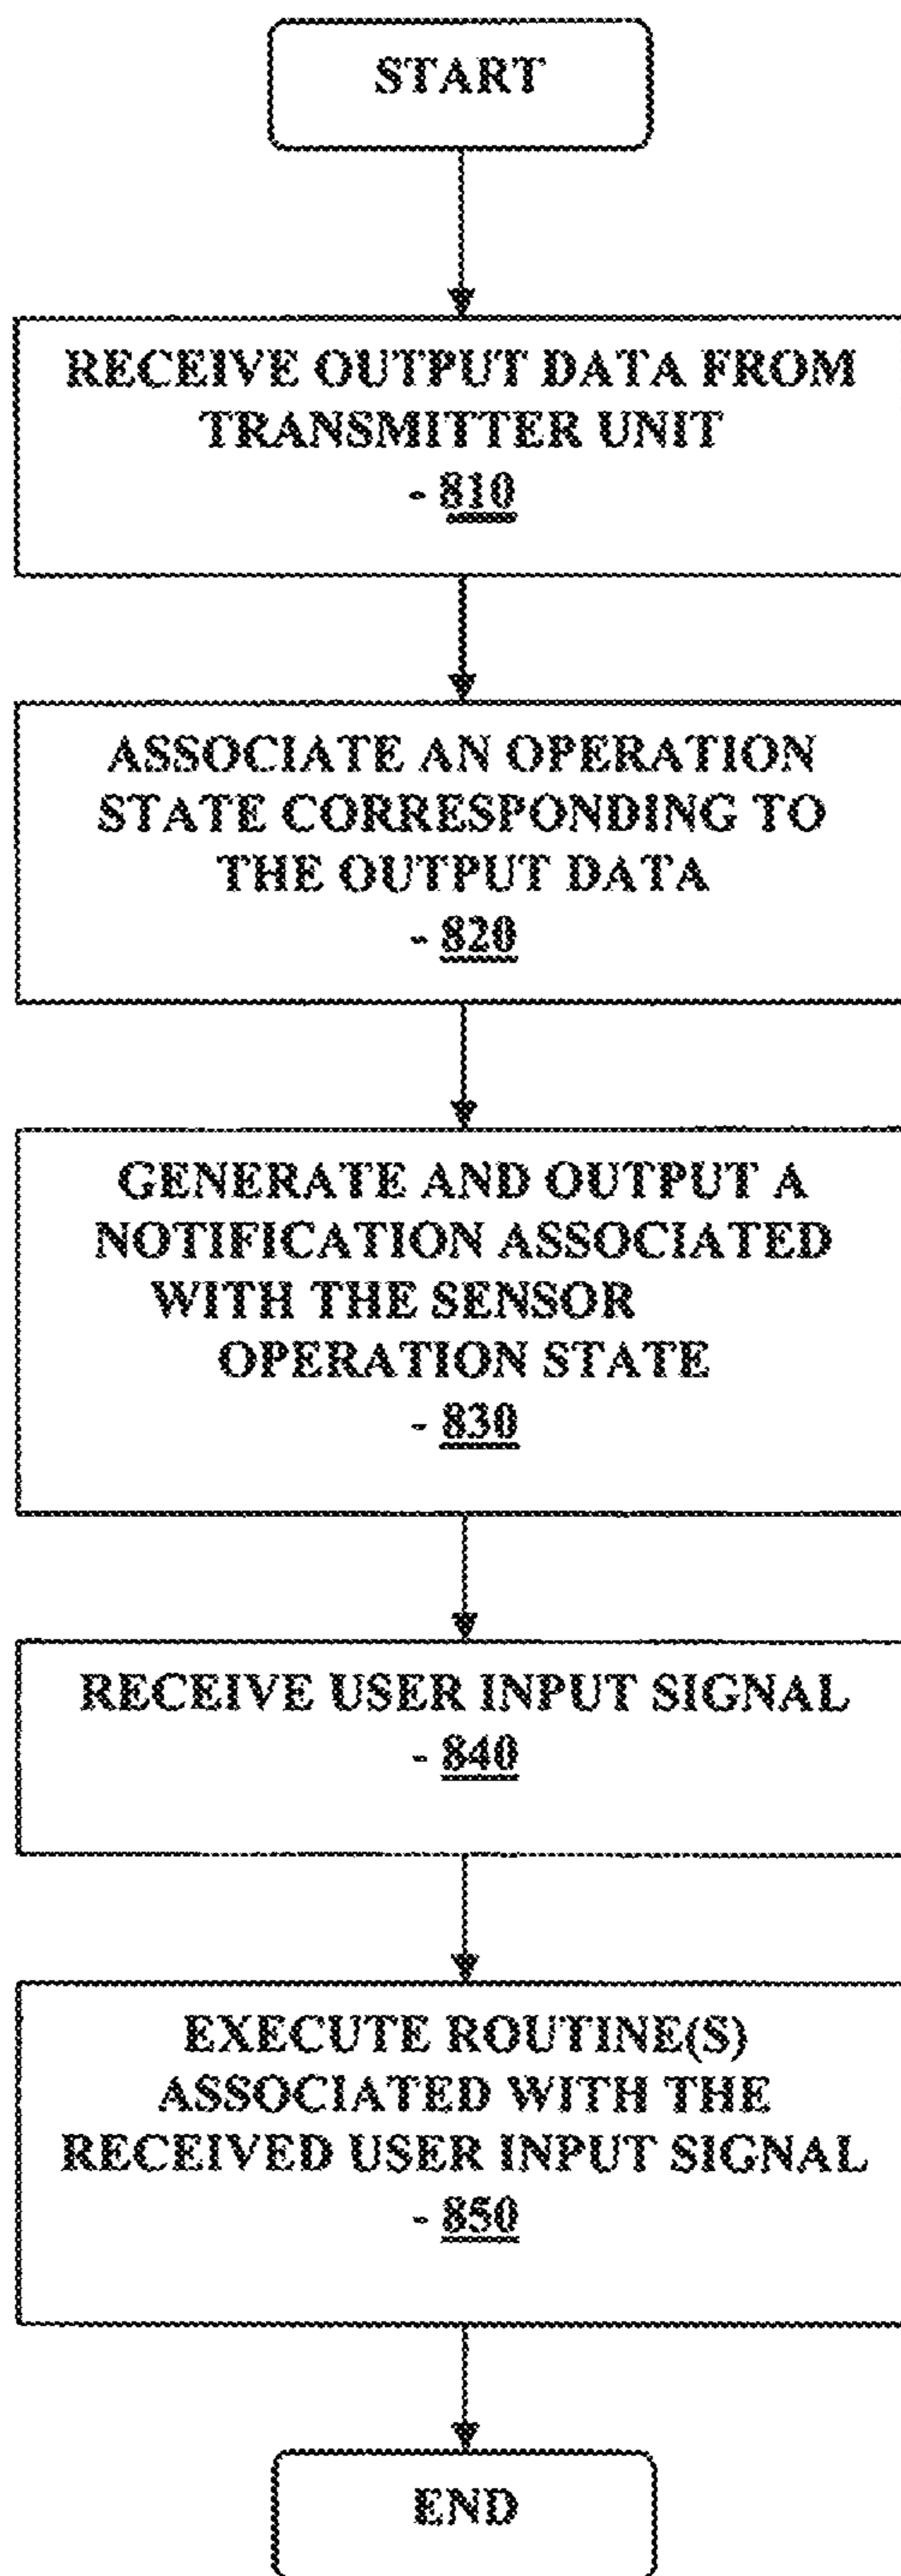 START
RECEIVE OUTPUT DATA FROM
TRANSMITTER UNIT
- 810
ASSOCIATE AN OPERATION
STATE CORRESPONDING TO
THE OUTPUT DATA
- 820
GENERATE AND OUTPUT A
NOTIFICATION ASSOCIATED
WITH THE SENSOR
OPERATION STATE
- 830
RECEIVE USER INPUT SIGNAL
- 840
EXECUTE ROUTINE(S)
ASSOCIATED WITH THE
RECEIVED USER INPUT SIGNAL
- 850
END